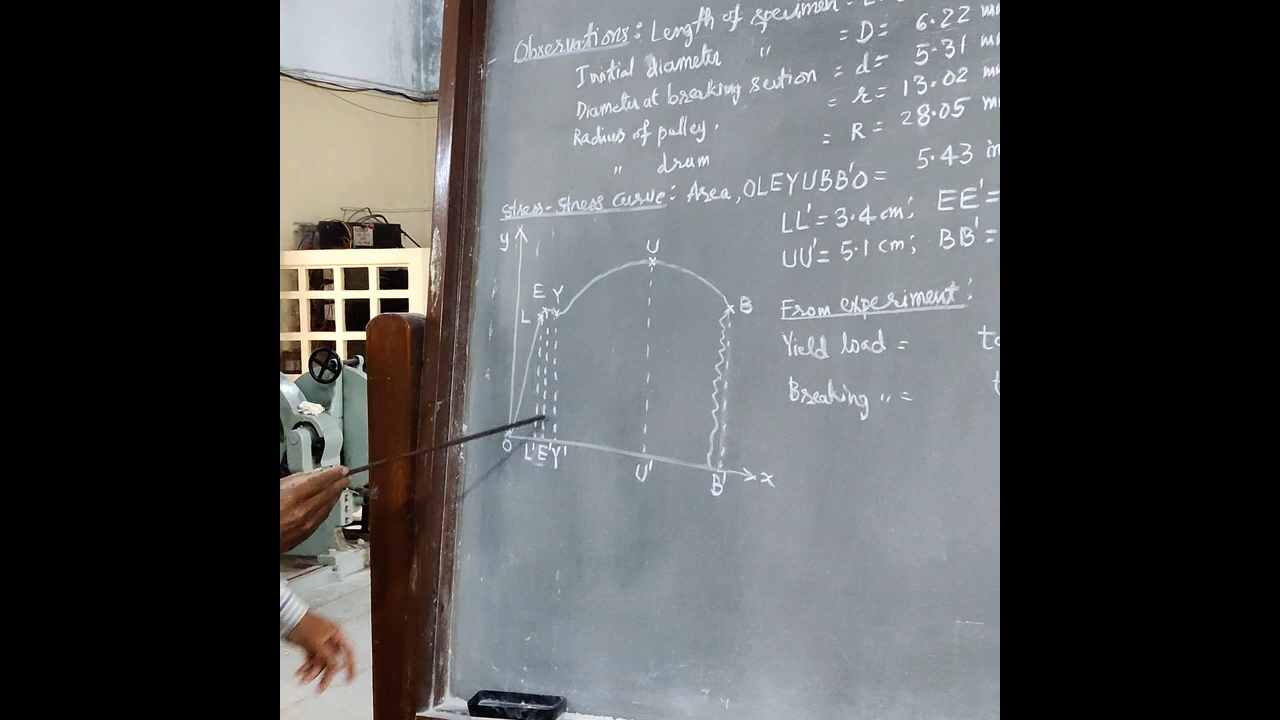 Observations: Length of specimen =
Initial diameter = D = 6.22
Diameter at breaking section = d = 5.31
Radius of pulley = r = 13.02
" drum = R = 28.05
Stress-stress curve: Area, OLEYUBB'O = 5.43
LL' = 3.4 cm; EE' =
UU' = 5.1 cm; BB' =
From experiment:
Yield load =
Breaking " =
y
U
E Y
L
B
O L' E' Y' U' B' x